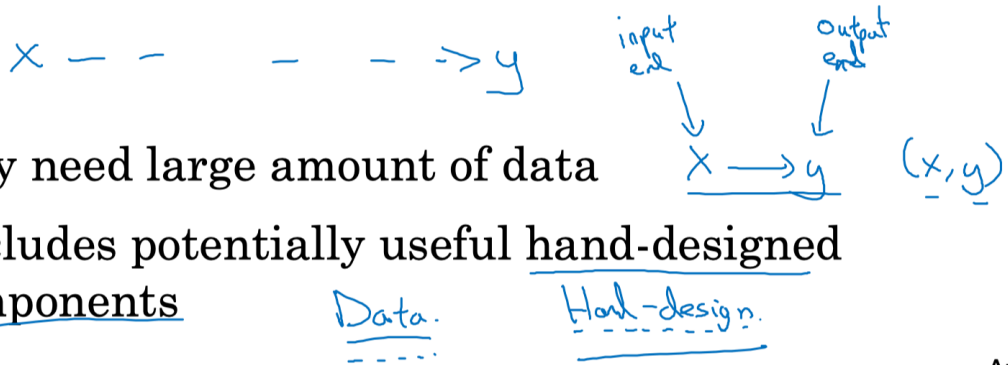 input output
x - - - - -> y end end
y need large amount of data x → y (x, y)
ludes potentially useful hand-designed
ponents Data. Hand-design.